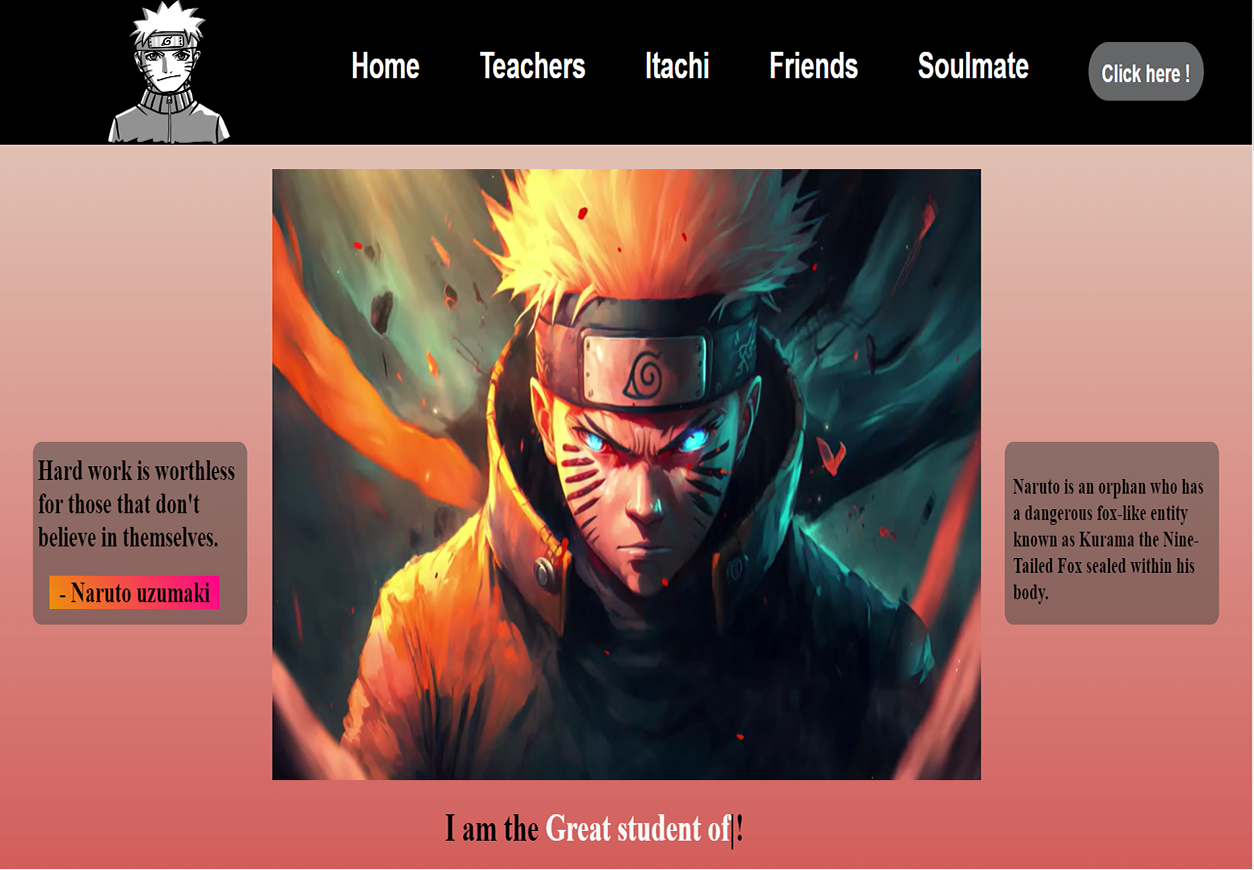 Home Teachers Itachi Friends Soulmate Click here !
Hard work is worthless
for those that don't
believe in themselves.
- Naruto uzumaki
Naruto is an orphan who has
a dangerous fox-like entity
known as Kurama the Nine-
Tailed Fox sealed within his
body.
I am the Great student of|!